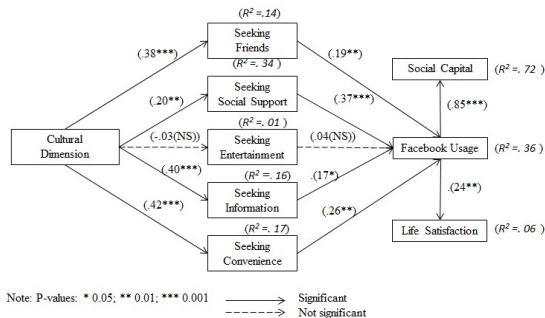 (R²=.14)
Seeking
Friends
(.38***)
(.19**)
(R²=. 34)
Social Capital
(R²=. 72)
Seeking
Social Support
(.20**)
(.37***)
(.85***)
(R²=. 01)
Cultural
Dimension
(-.03(NS))
Seeking
Entertainment
(.04(NS))
Facebook Usage
(R²=. 36)
(.40***)
(R²=. 16)
(.17*)
Seeking
Information
.(24**)
(.42***)
(.26**)
(R²=. 17)
Seeking
Convenience
Life Satisfaction
(R²=. 06 )
Note: P-values: * 0.05; ** 0.01; *** 0.001
Significant
Not significant